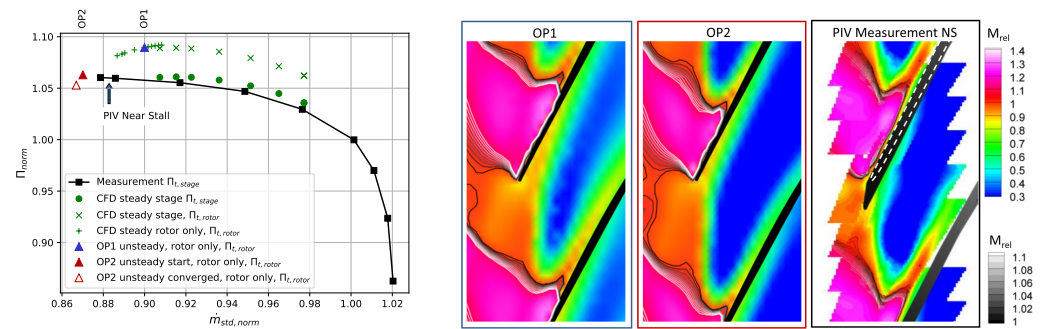 OP2
OP1
1.10
1.05
1.00
0.95
0.90
Π_norm
PIV Near Stall
Measurement Π_t,stage
CFD steady stage Π_t,stage
CFD steady stage, Π_t,rotor
CFD steady rotor only, Π_t,rotor
OP1 unsteady, rotor only, Π_t,rotor
OP2 unsteady start, rotor only, Π_t,rotor
OP2 unsteady converged, rotor only, Π_t,rotor
0.86 0.88 0.90 0.92 0.94 0.96 0.98 1.00 1.02
ṁ_std,norm
OP1
OP2
PIV Measurement NS
M_rel
1.4
1.3
1.2
1.1
1
0.9
0.8
0.7
0.6
0.5
0.4
0.3
M_rel
1.1
1.08
1.06
1.04
1.02
1